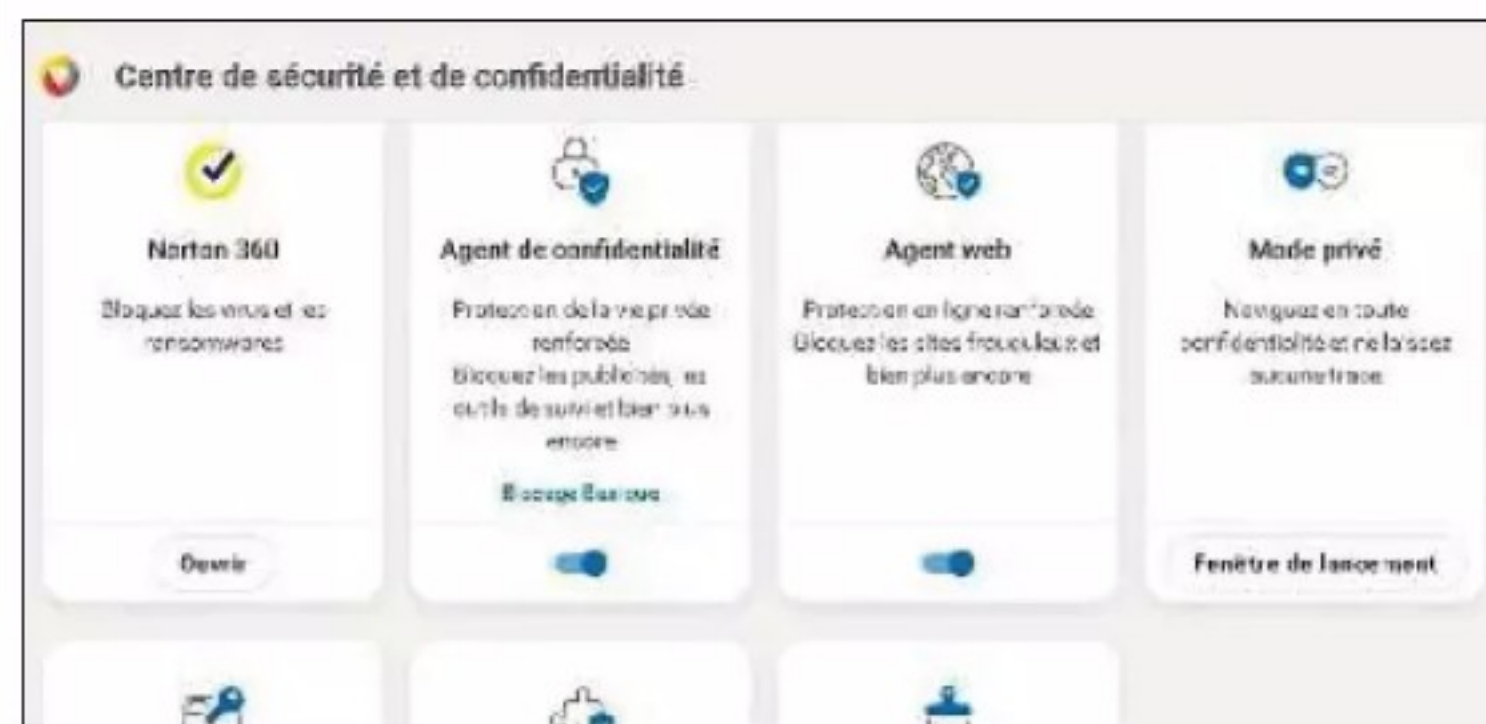 Centre de sécurité et de confidentialité
Norton 360
Bloquez les virus et les
ransomwares
Ouvrir
Agent de confidentialité
Protection de la vie privée
renforcée
Bloquez les publicités, les
outils de suivi et bien plus
encore
Blocage Basique
Agent web
Protection en ligne renforcée
Bloquez les sites frauduleux et
bien plus encore
Mode privé
Naviguez en toute
confidentialité et ne laissez
aucune trace
Fenêtre de lancement